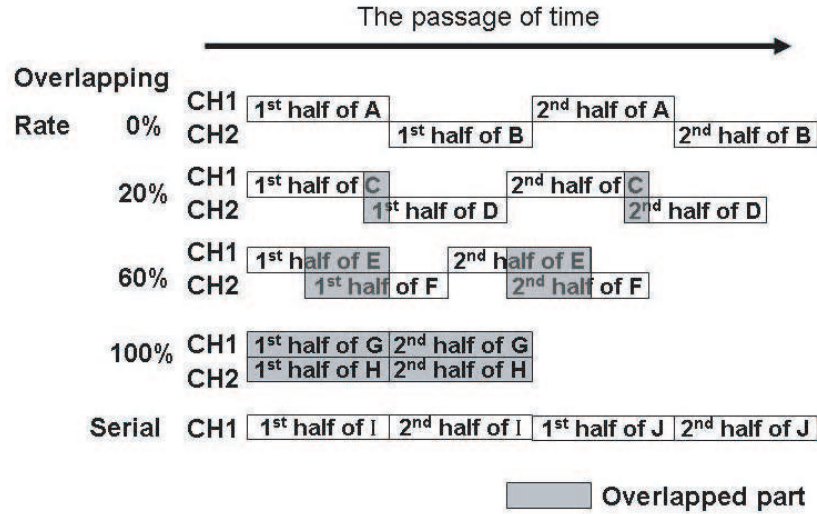 The passage of time
Overlapping
Rate
0%
CH1 1st half of A 2nd half of A
CH2 1st half of B 2nd half of B
20%
CH1 1st half of C 2nd half of C
CH2 1st half of D 2nd half of D
60%
CH1 1st half of E 2nd half of E
CH2 1st half of F 2nd half of F
100%
CH1 1st half of G 2nd half of G
CH2 1st half of H 2nd half of H
Serial CH1 1st half of I 2nd half of I 1st half of J 2nd half of J
Overlapped part